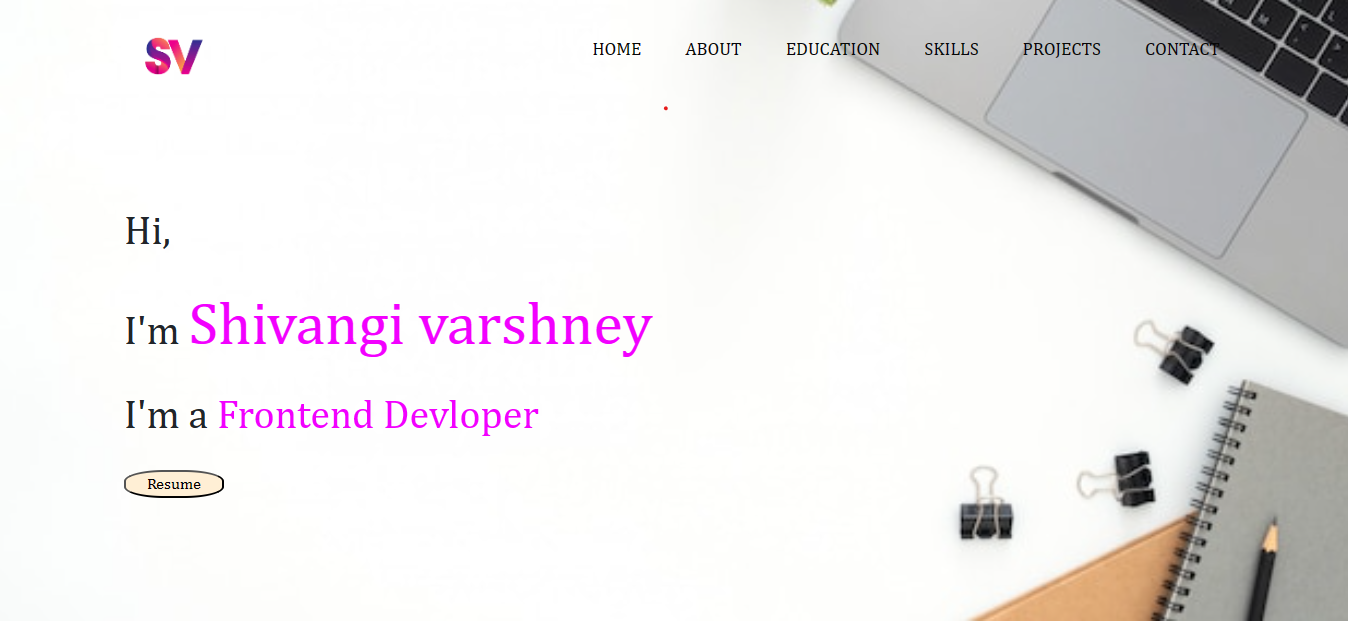 SV
HOME ABOUT EDUCATION SKILLS PROJECTS CONTACT
Hi,
I'm Shivangi varshney
I'm a Frontend Devloper
Resume